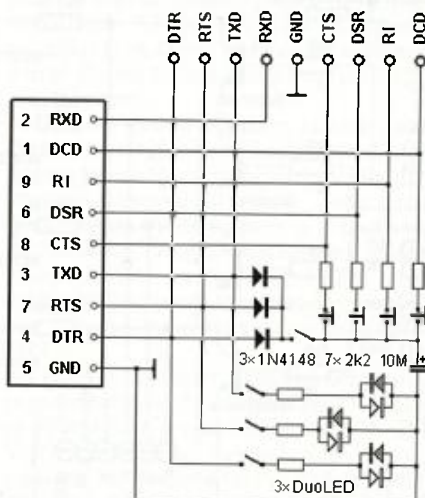 DTR RTS TXD RXD GND CTS DSR RI DCD
2 RXD
1 DCD
9 RI
6 DSR
8 CTS
3 TXD
7 RTS
4 DTR
5 GND
3×1N4148 7×2k2 10M
+
3×DuoLED